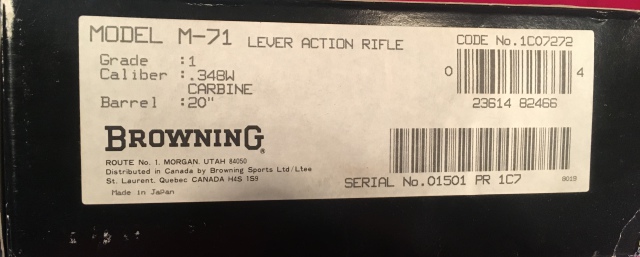 MODEL M-71 LEVER ACTION RIFLE CODE No.1C07272
Grade :1
Caliber :.348W
CARBINE
Barrel :20"
0 4
23614 82466
BROWNING®
ROUTE No. 1, MORGAN, UTAH 84050
Distributed in Canada by Browning Sports Ltd/Ltee
St. Laurent, Quebec CANADA H4S 1S9
Made in Japan
SERIAL No.01501 PR 1C7 9019